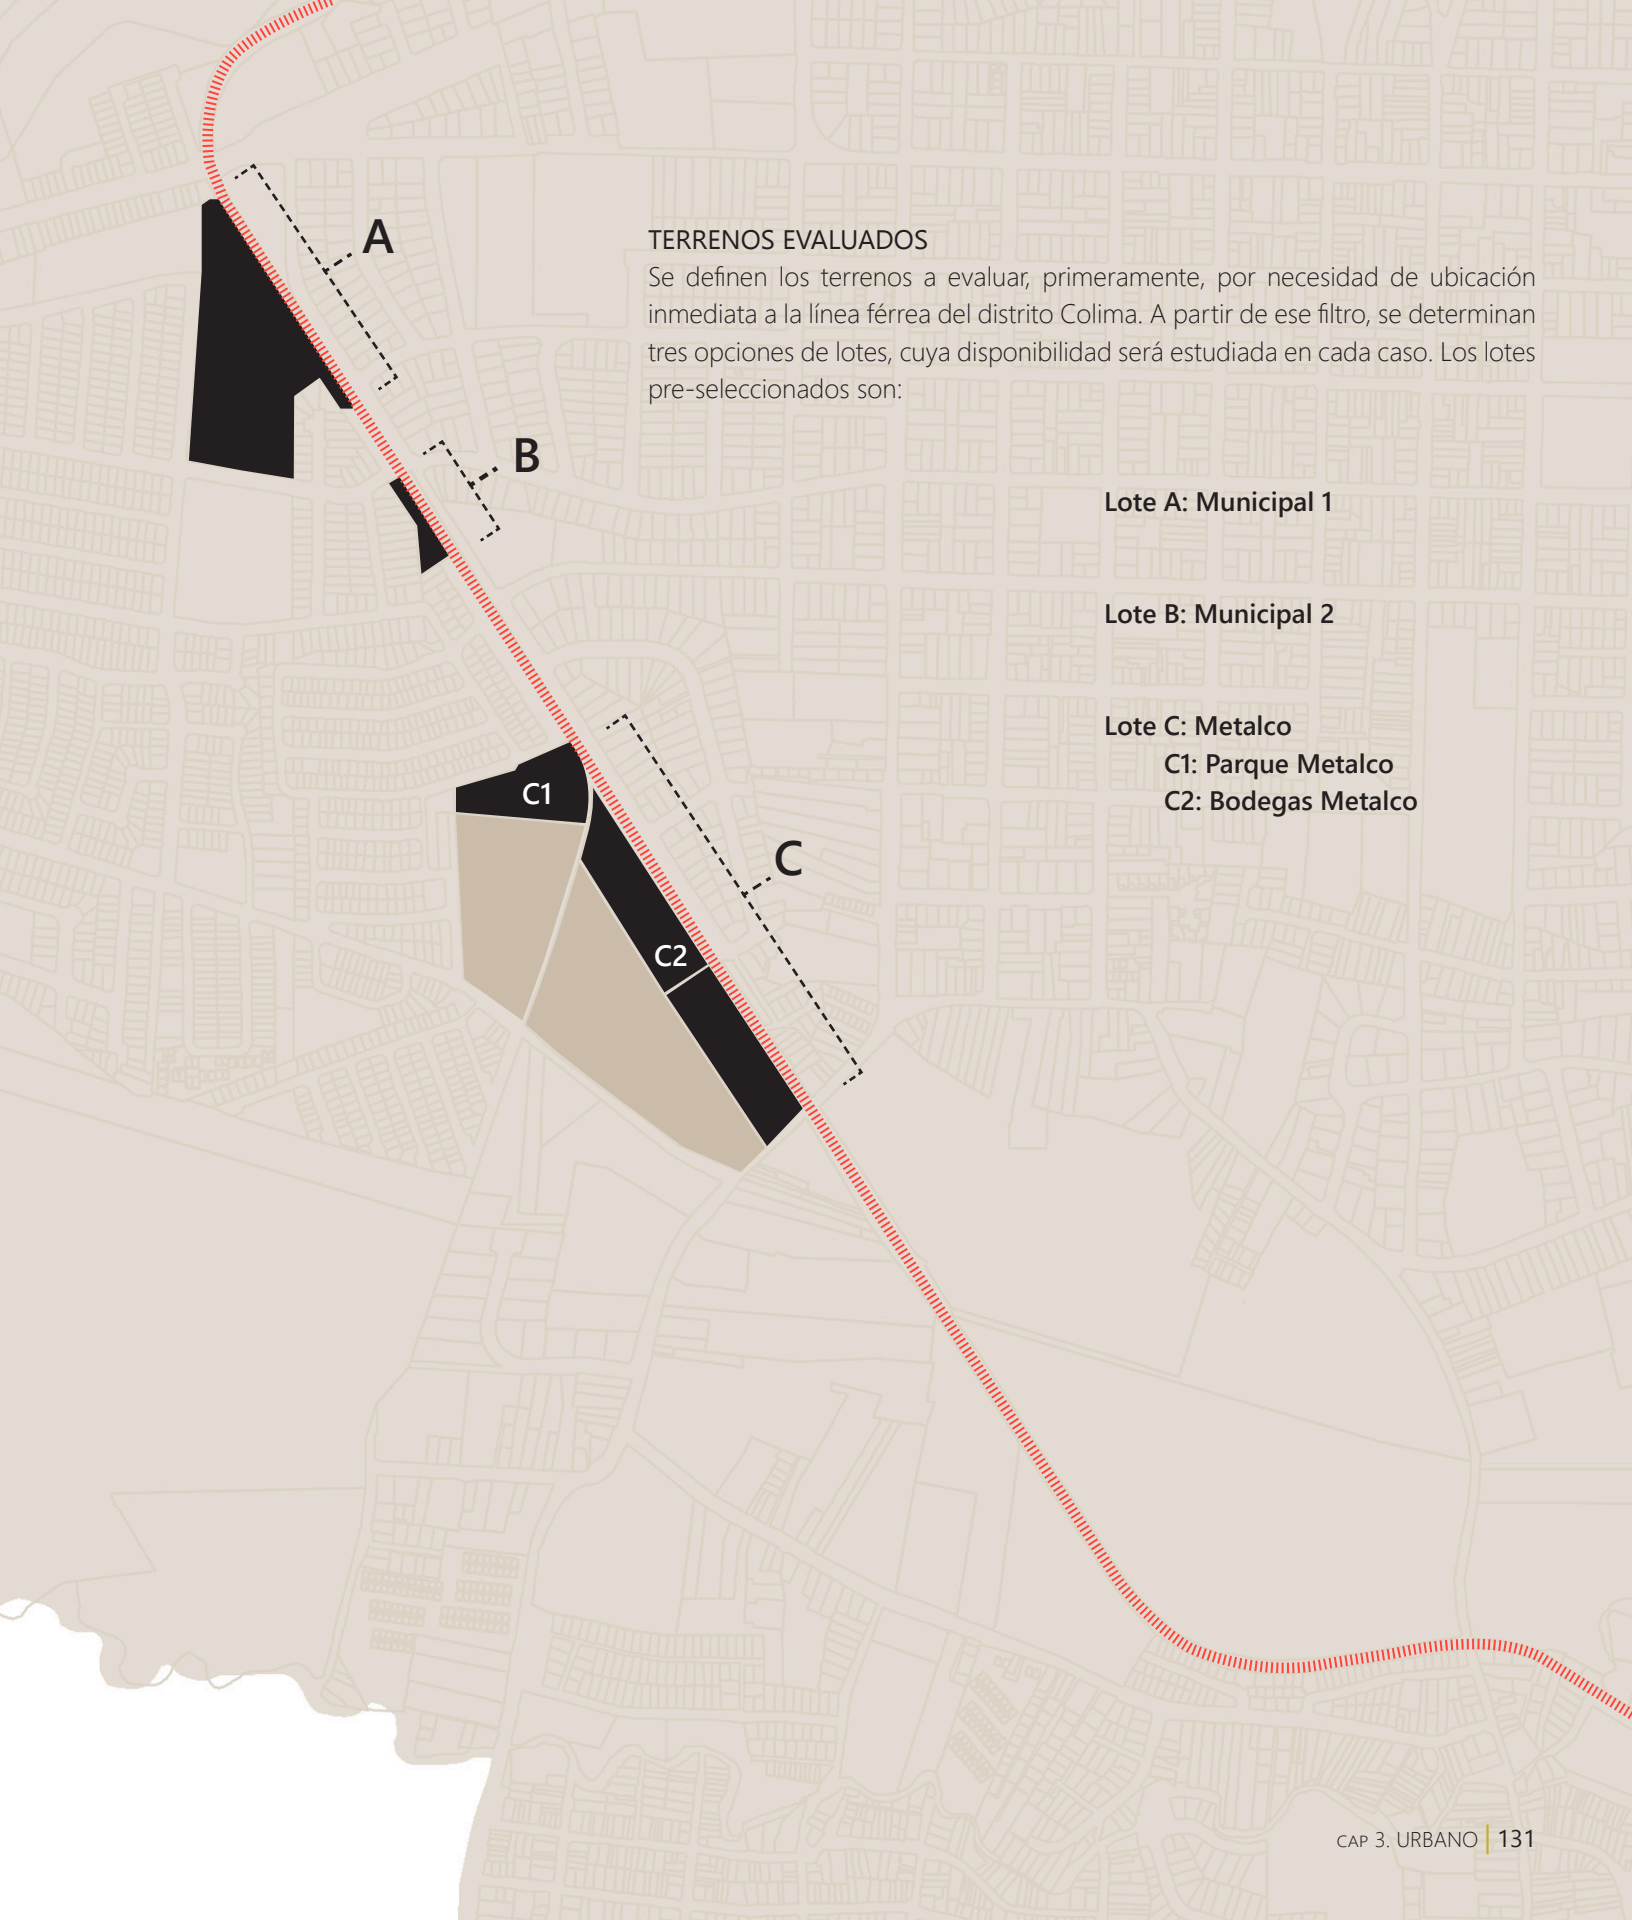 A
TERRENOS EVALUADOS
Se definen los terrenos a evaluar, primeramente, por necesidad de ubicación
inmediata a la línea férrea del distrito Colima. A partir de ese filtro, se determinan
tres opciones de lotes, cuya disponibilidad será estudiada en cada caso. Los lotes
pre-seleccionados son:
B
Lote A: Municipal 1
Lote B: Municipal 2
Lote C: Metalco
C1: Parque Metalco
C2: Bodegas Metalco
C1
C
C2
CAP 3. URBANO | 131